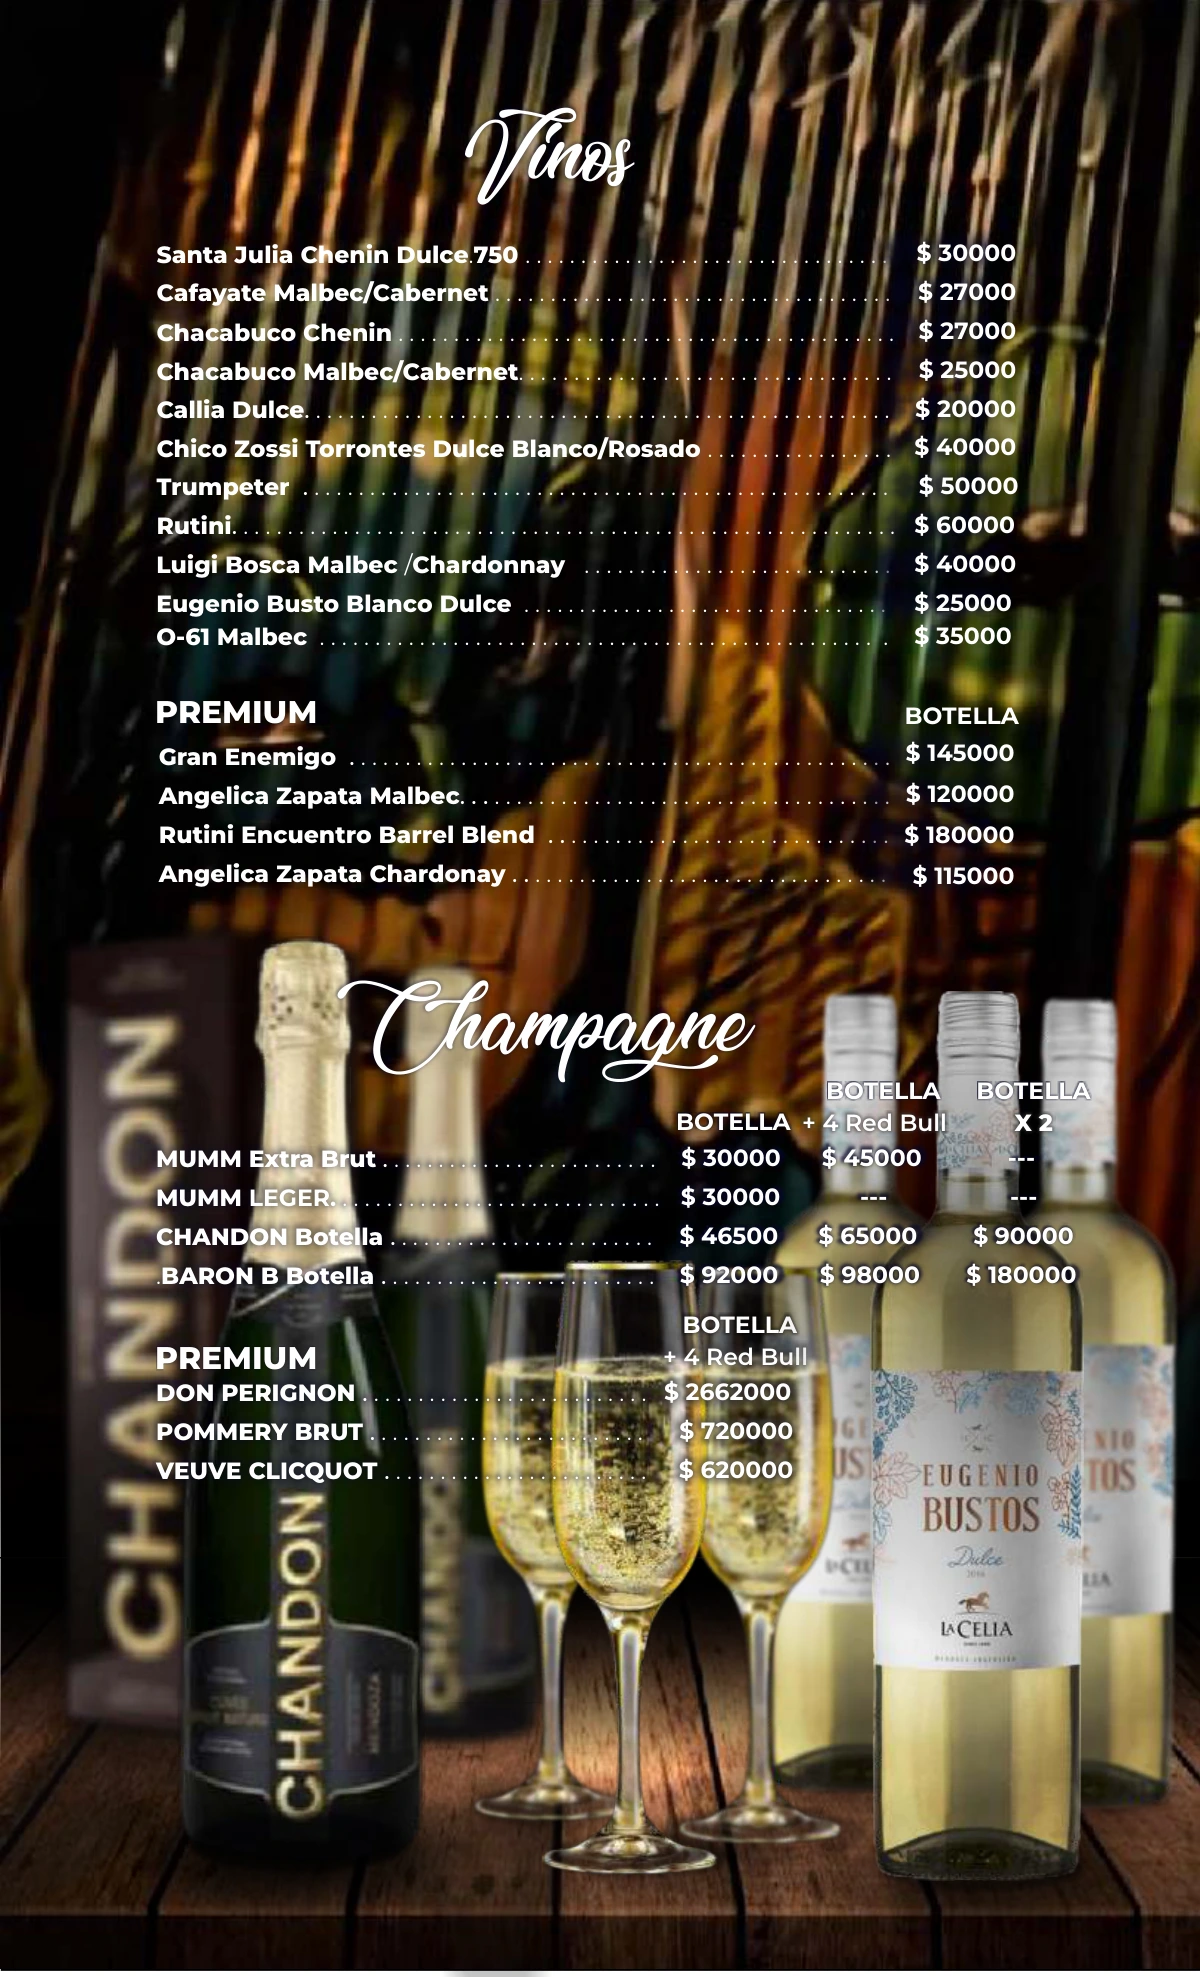 Vinos
Santa Julia Chenin Dulce 750 $ 30000
Cafayate Malbec/Cabernet $ 27000
Chacabuco Chenin $ 27000
Chacabuco Malbec/Cabernet $ 25000
Callia Dulce $ 20000
Chico Zossi Torrontes Dulce Blanco/Rosado $ 40000
Trumpeter $ 50000
Rutini $ 60000
Luigi Bosca Malbec /Chardonnay $ 40000
Eugenio Busto Blanco Dulce $ 25000
O-61 Malbec $ 35000
PREMIUM BOTELLA
Gran Enemigo $ 145000
Angelica Zapata Malbec $ 120000
Rutini Encuentro Barrel Blend $ 180000
Angelica Zapata Chardonay $ 115000
Champagne
BOTELLA BOTELLA
BOTELLA + 4 Red Bull X 2
MUMM Extra Brut $ 30000 $ 45000 ---
MUMM LEGER $ 30000 --- ---
CHANDON Botella $ 46500 $ 65000 $ 90000
.BARON B Botella $ 92000 $ 98000 $ 180000
BOTELLA
PREMIUM + 4 Red Bull
DON PERIGNON $ 2662000
POMMERY BRUT $ 720000
VEUVE CLICQUOT $ 620000
CHANDON
CHANDON
CHANDON
MENDOZA
EUGENIO
BUSTOS
Dulce
LA CELIA